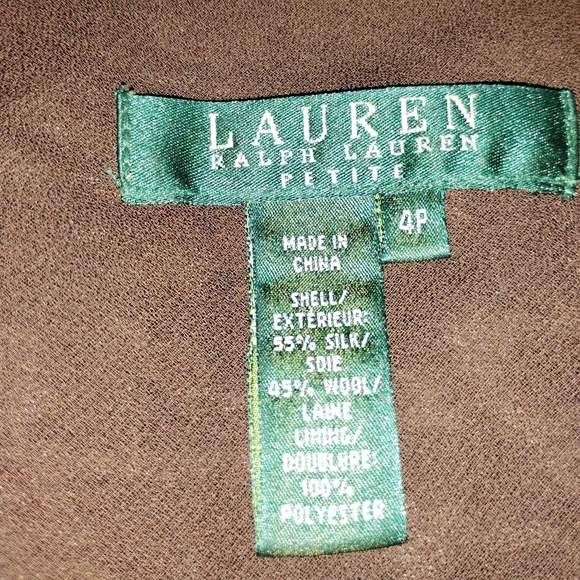 LAUREN
RALPH LAUREN
PETITE
4P
MADE IN
CHINA
SHELL/
EXTÉRIEUR:
55% SILK/
SOIE
45% WOOL/
LAINE
LINING/
DOUBLURE:
100%
POLYESTER